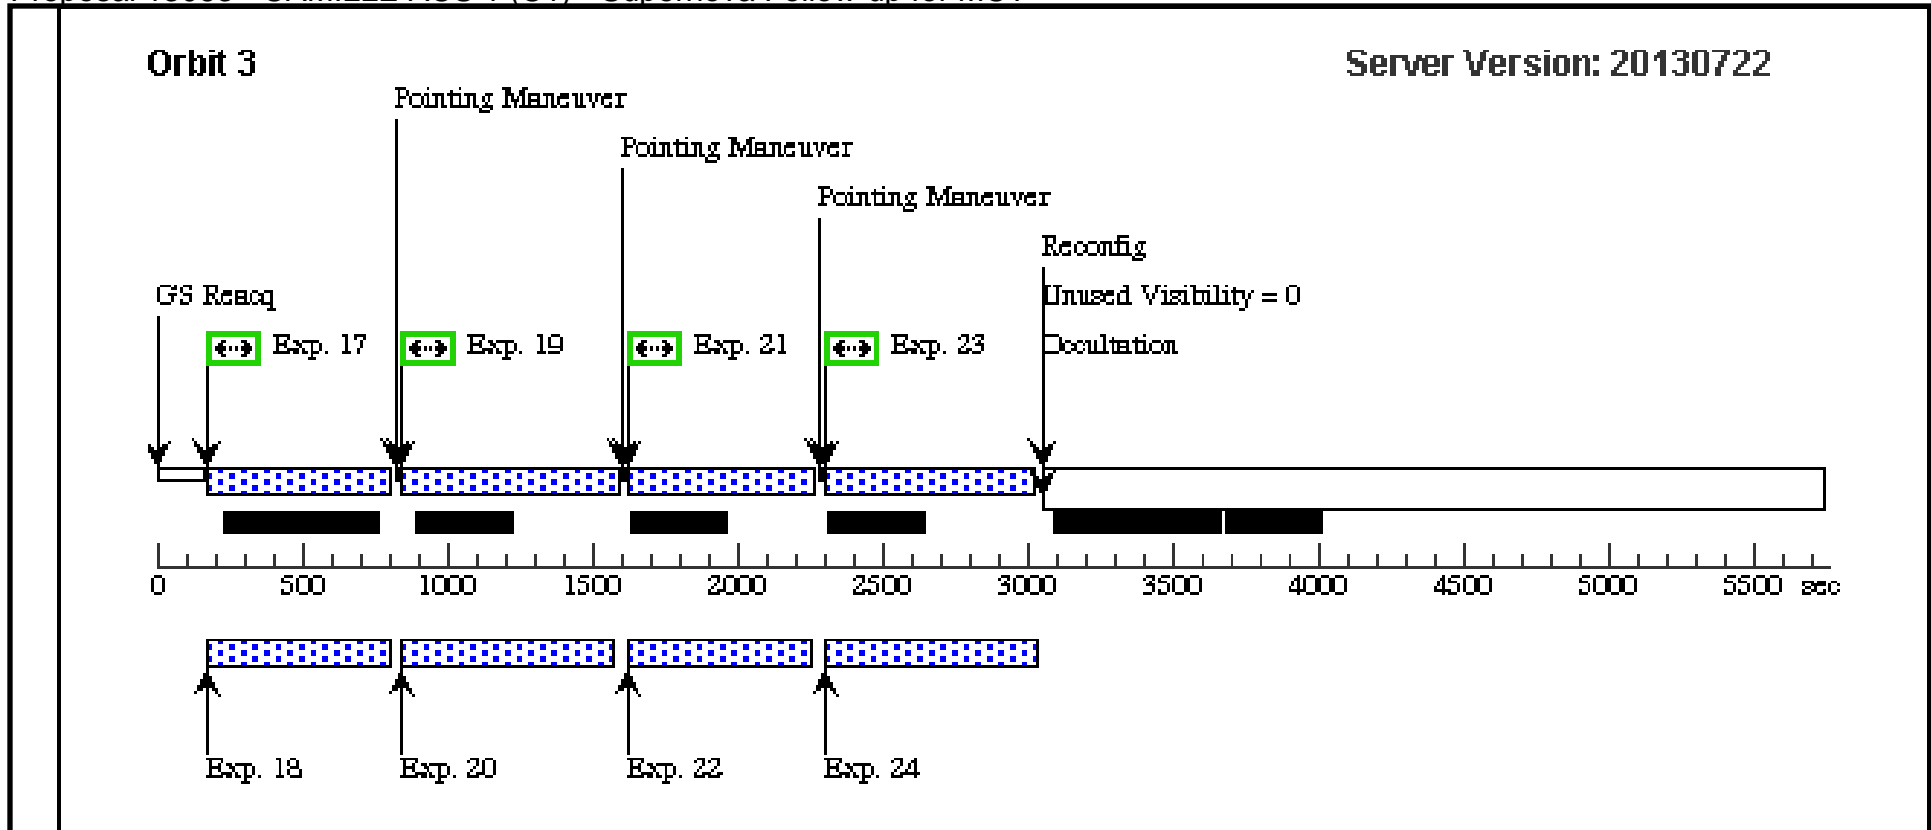 Orbit 3
Server Version: 20130722
Pointing Maneuver
Pointing Maneuver
Pointing Maneuver
Reconfig
GS Reacq
Unused Visibility = 0
Exp. 17
Exp. 19
Exp. 21
Exp. 23
Occultation
0 500 1000 1500 2000 2500 3000 3500 4000 4500 5000 5500 sec
Exp. 18
Exp. 20
Exp. 22
Exp. 24